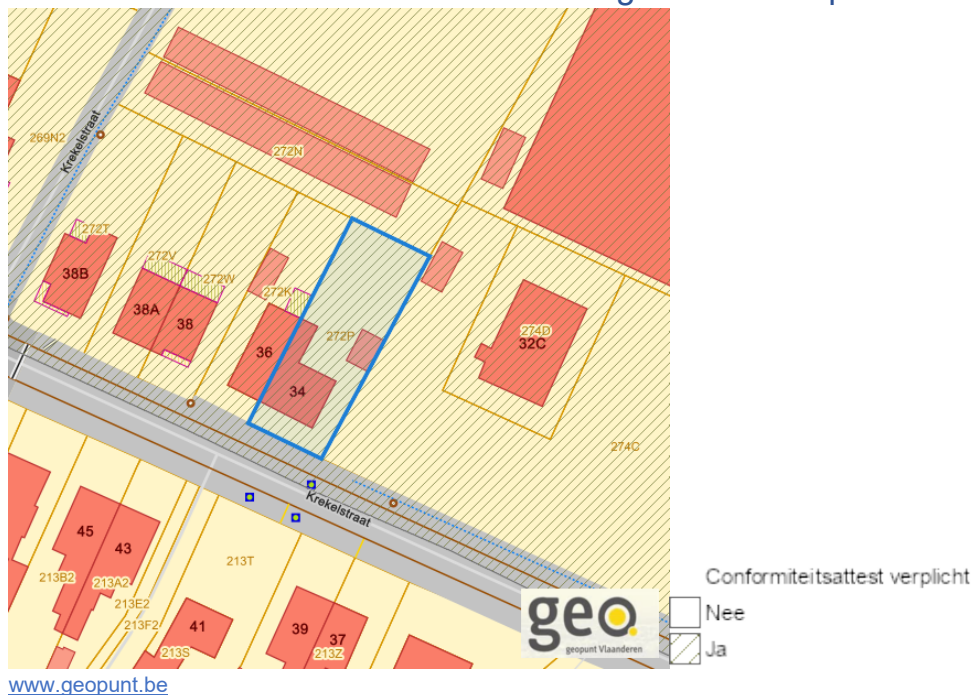 Krekelstraat
269N2
272N
272T
38B
272V
272W
38A
38
272K
36
34
272P
274D
32C
274C
Krekelstraat
45
43
213B2
213A2
213E2
213F2
213T
41
213S
39
37
213Z
geo.
geopunt Vlaanderen
Conformiteitsattest verplicht
Nee
Ja
www.geopunt.be